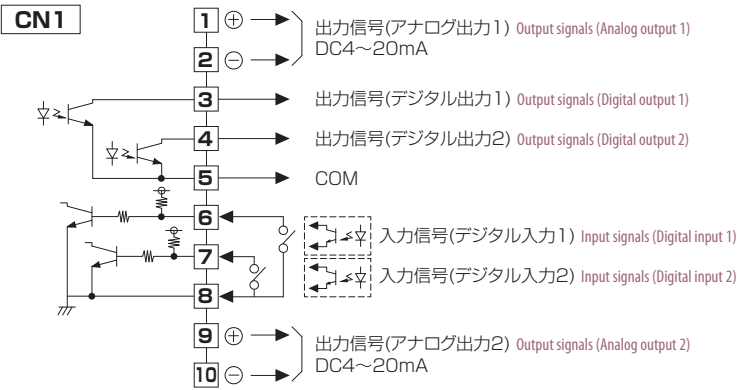 CN1
1 ⊕ 出力信号(アナログ出力1) Output signals (Analog output 1)
DC4〜20mA
2 ⊖
3 出力信号(デジタル出力1) Output signals (Digital output 1)
4 出力信号(デジタル出力2) Output signals (Digital output 2)
5 COM
6
入力信号(デジタル入力1) Input signals (Digital input 1)
7
入力信号(デジタル入力2) Input signals (Digital input 2)
8
9 ⊕ 出力信号(アナログ出力2) Output signals (Analog output 2)
DC4〜20mA
10 ⊖